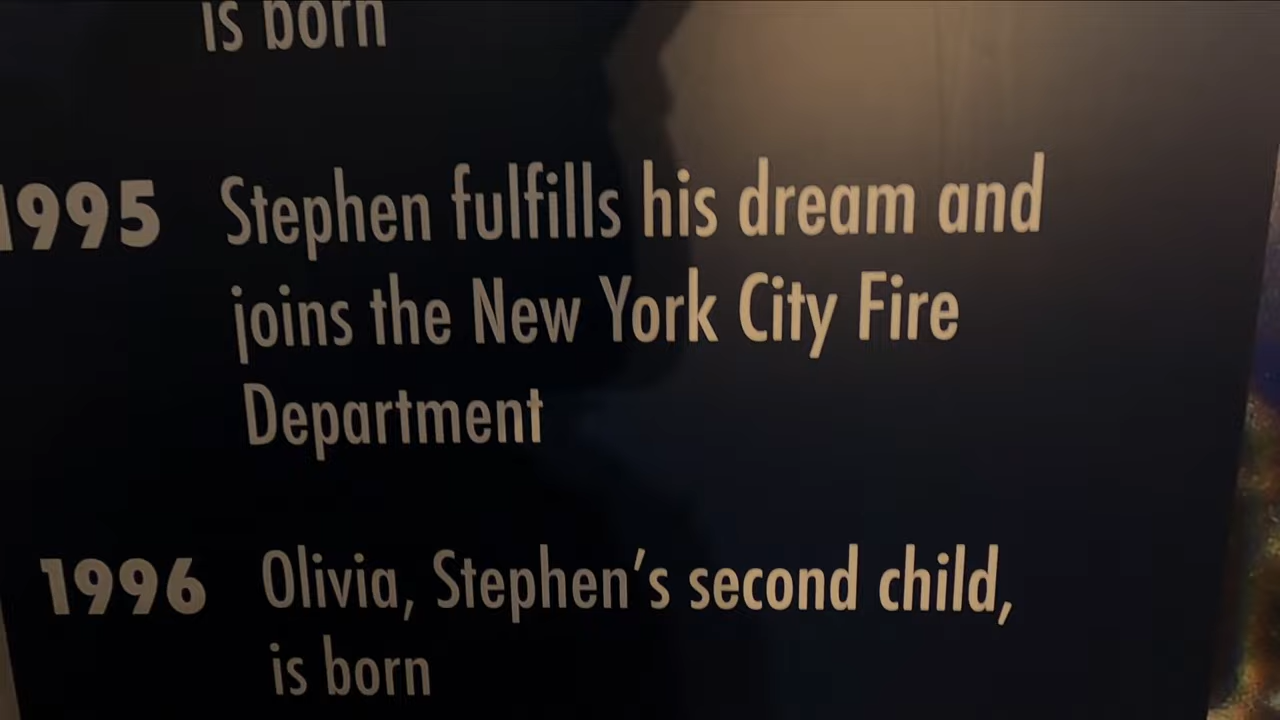 is born
1995 Stephen fulfills his dream and
joins the New York City Fire
Department
1996 Olivia, Stephen's second child,
is born